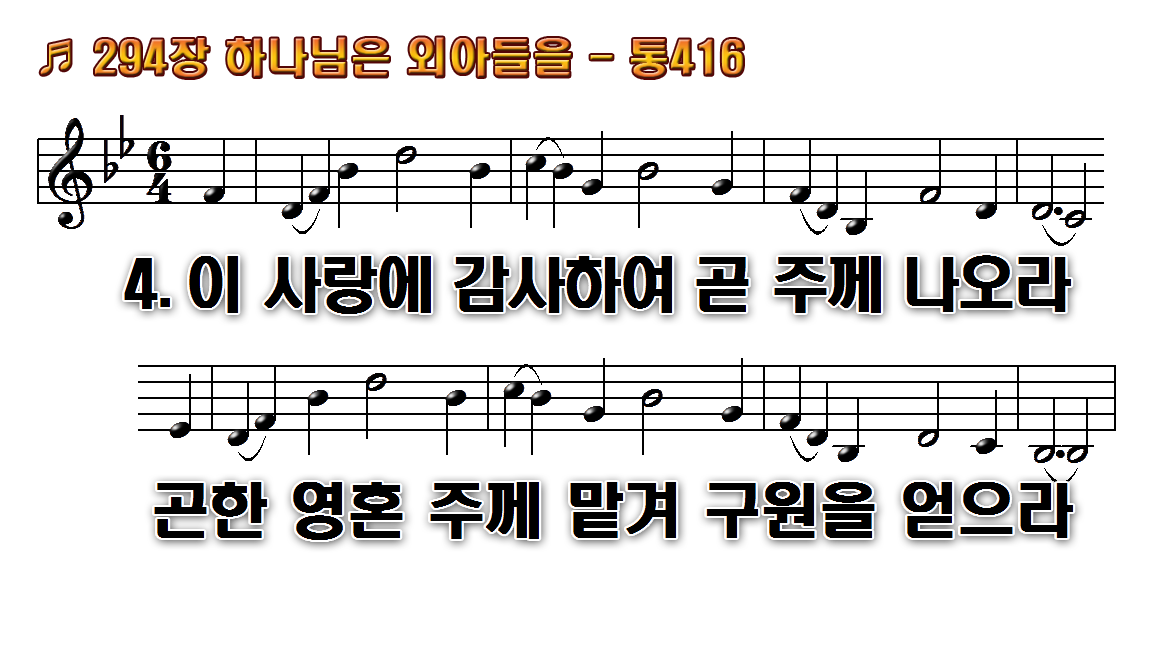 ♬ 294장 하나님은 외아들을 - 통416
6
4
4. 이 사랑에 감사하여 곧 주께 나오라
곤한 영혼 주께 맡겨 구원을 얻으라